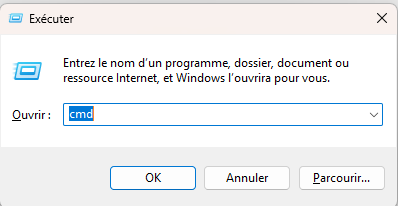 Exécuter
Entrez le nom d’un programme, dossier, document ou
ressource Internet, et Windows l’ouvrira pour vous.
Ouvrir : cmd
OK Annuler Parcourir...